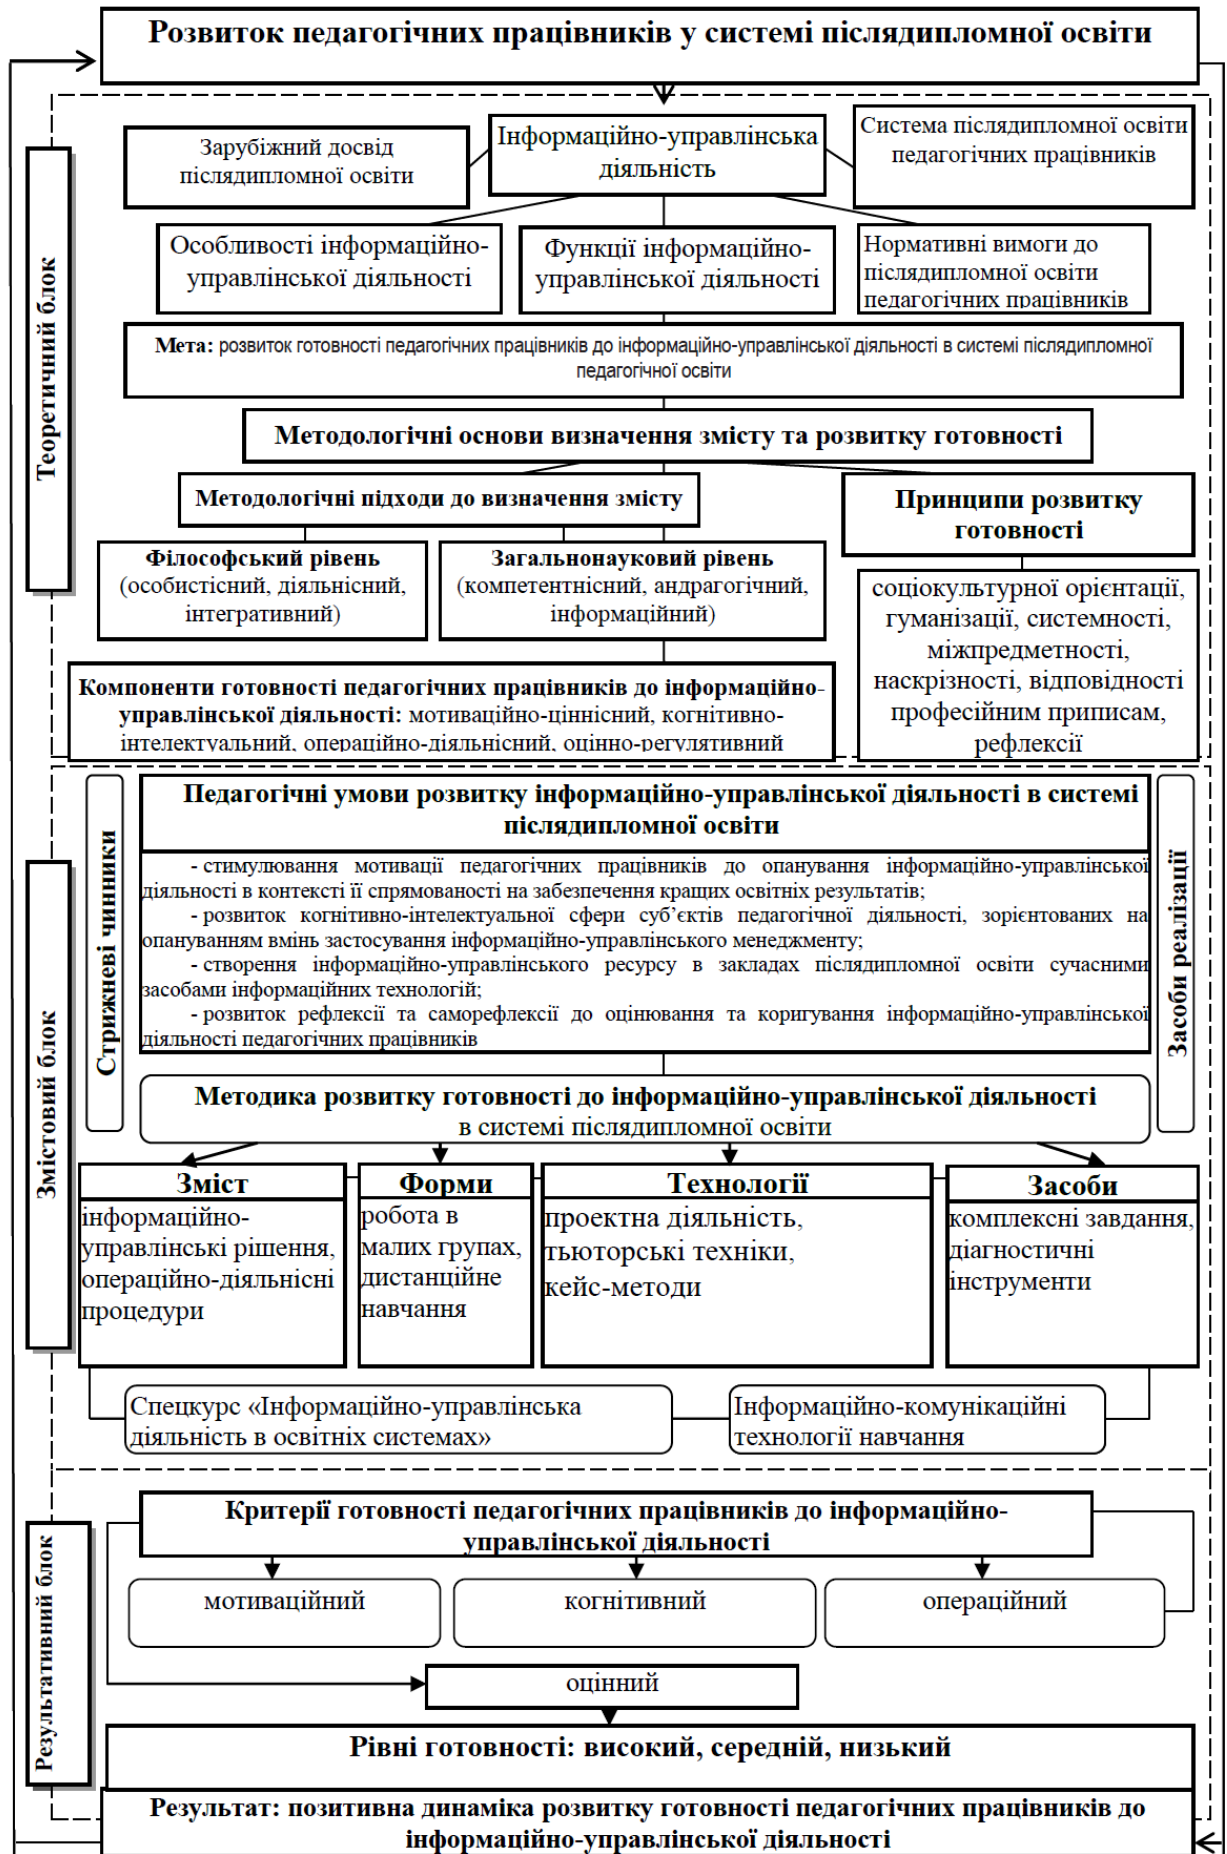 Розвиток педагогічних працівників у системі післядипломної освіти
Теоретичний блок
Зарубіжний досвід
післядипломної освіти
Інформаційно-управлінська
діяльність
Система післядипломної освіти
педагогічних працівників
Особливості інформаційно-
управлінської діяльності
Функції інформаційно-
управлінської діяльності
Нормативні вимоги до
післядипломної освіти
педагогічних працівників
Мета: розвиток готовності педагогічних працівників до інформаційно-управлінської діяльності в системі післядипломної
педагогічної освіти
Методологічні основи визначення змісту та розвитку готовності
Методологічні підходи до визначення змісту
Принципи розвитку
готовності
Філософський рівень
(особистісний, діяльнісний,
інтегративний)
Загальнонауковий рівень
(компетентнісний, андрагогічний,
інформаційний)
соціокультурної орієнтації,
гуманізації, системності,
міжпредметності,
наскрізності, відповідності
професійним приписам,
рефлексії
Компоненти готовності педагогічних працівників до інформаційно-
управлінської діяльності: мотиваційно-ціннісний, когнітивно-
інтелектуальний, операційно-діяльнісний, оцінно-регулятивний
Змістовий блок
Стрижневі чинники
Педагогічні умови розвитку інформаційно-управлінської діяльності в системі
післядипломної освіти
- стимулювання мотивації педагогічних працівників до опанування інформаційно-управлінської
діяльності в контексті її спрямованості на забезпечення кращих освітніх результатів;
- розвиток когнітивно-інтелектуальної сфери суб’єктів педагогічної діяльності, зорієнтованих на
опануванням вмінь застосування інформаційно-управлінського менеджменту;
- створення інформаційно-управлінського ресурсу в закладах післядипломної освіти сучасними
засобами інформаційних технологій;
- розвиток рефлексії та саморефлексії до оцінювання та коригування інформаційно-управлінської
діяльності педагогічних працівників
Засоби реалізації
Методика розвитку готовності до інформаційно-управлінської діяльності
в системі післядипломної освіти
Зміст
інформаційно-
управлінські рішення,
операційно-діяльнісні
процедури
Форми
робота в
малих групах,
дистанційне
навчання
Технології
проектна діяльність,
тьюторські техніки,
кейс-методи
Засоби
комплексні завдання,
діагностичні
інструменти
Спецкурс «Інформаційно-управлінська
діяльність в освітніх системах»
Інформаційно-комунікаційні
технології навчання
Результативний блок
Критерії готовності педагогічних працівників до інформаційно-
управлінської діяльності
мотиваційний
когнітивний
операційний
оцінний
Рівні готовності: високий, середній, низький
Результат: позитивна динаміка розвитку готовності педагогічних працівників до
інформаційно-управлінської діяльності